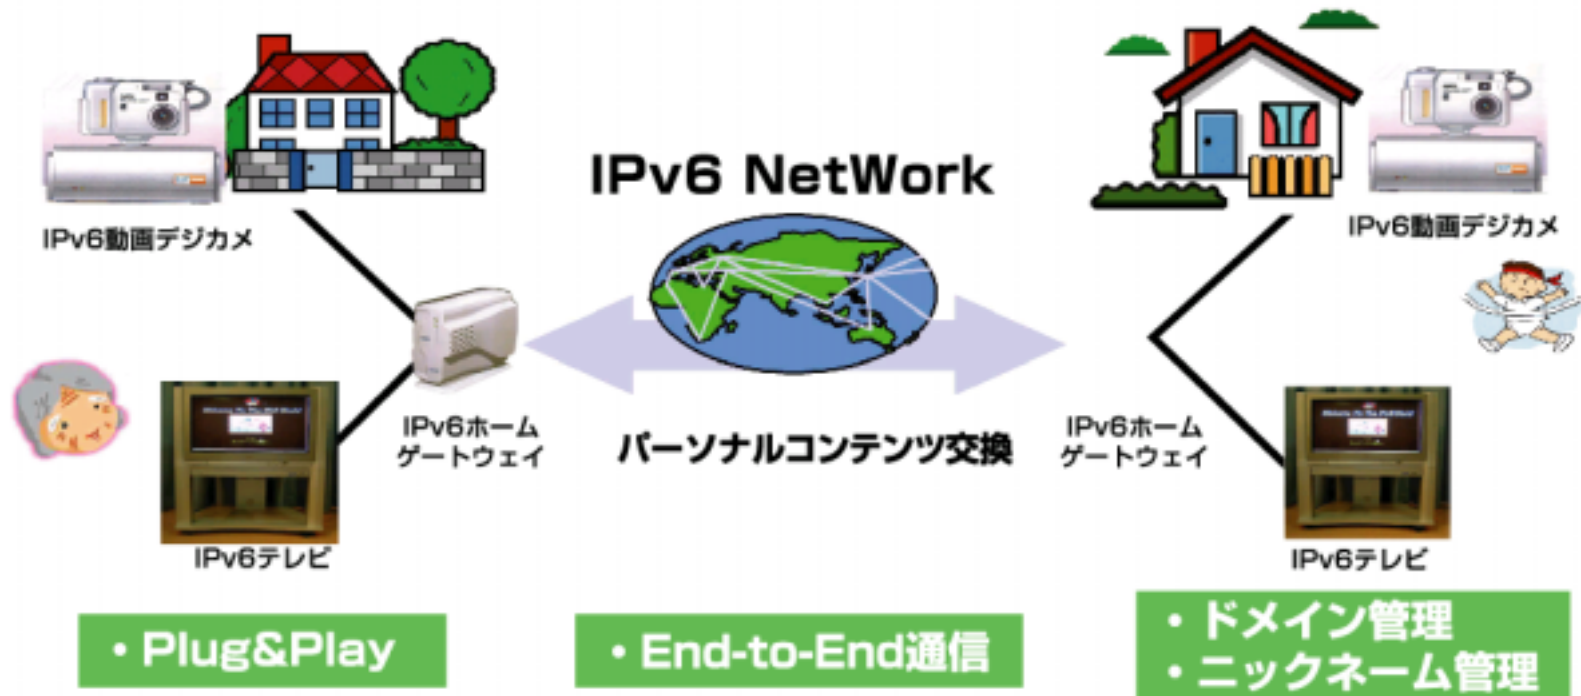 IPv6 NetWork
IPv6動画デジカメ
IPv6動画デジカメ
IPv6ホーム
ゲートウェイ
パーソナルコンテンツ交換
IPv6ホーム
ゲートウェイ
IPv6テレビ
IPv6テレビ
・Plug&Play
・End-to-End通信
・ドメイン管理
・ニックネーム管理